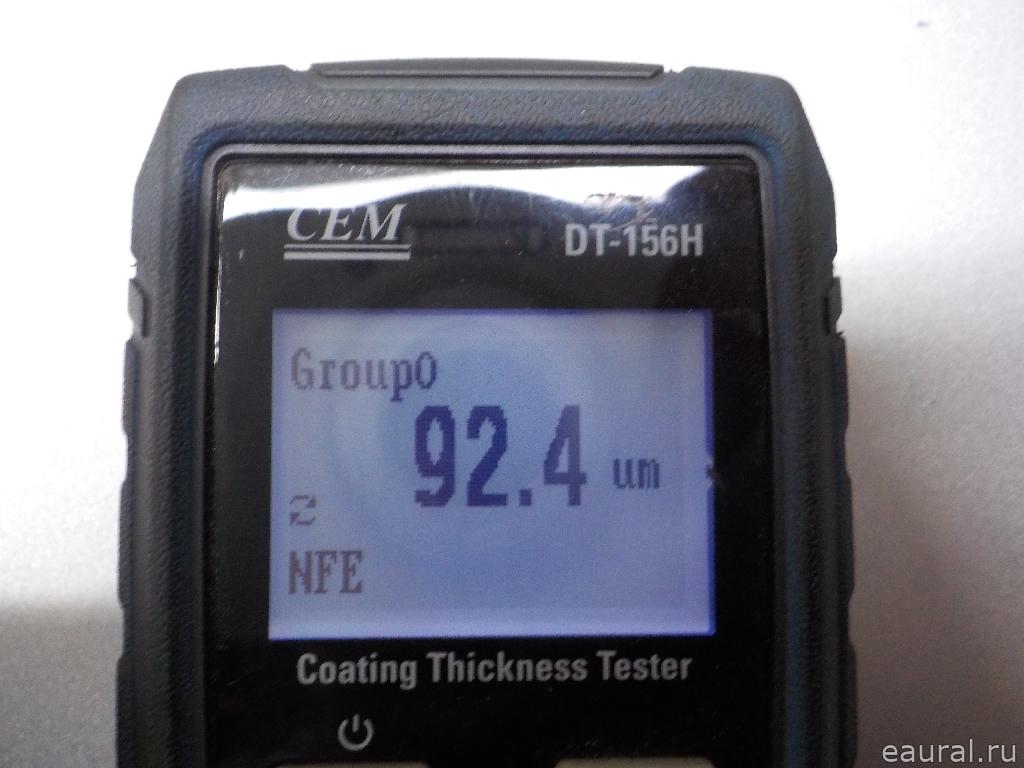 CEM
DT-156H
Group0
92.4 um
NFE
Coating Thickness Tester
eaural.ru